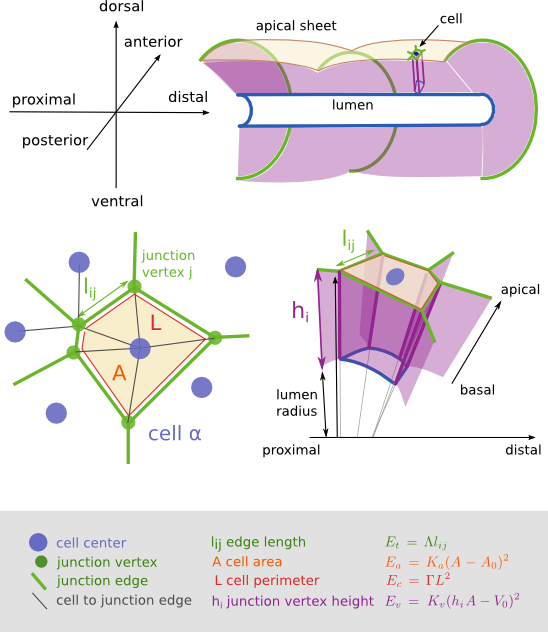 dorsal
anterior
proximal
distal
posterior
ventral
apical sheet
cell
lumen
l_ij
junction
vertex j
L
A
cell α
l_ij
h_i
apical
basal
lumen
radius
proximal
distal
cell center
junction vertex
junction edge
cell to junction edge
l_ij edge length
A cell area
L cell perimeter
h_i junction vertex height
E_t = Λl_ij
E_a = K_a(A − A_0)^2
E_c = ΓL^2
E_v = K_v(h_iA − V_0)^2